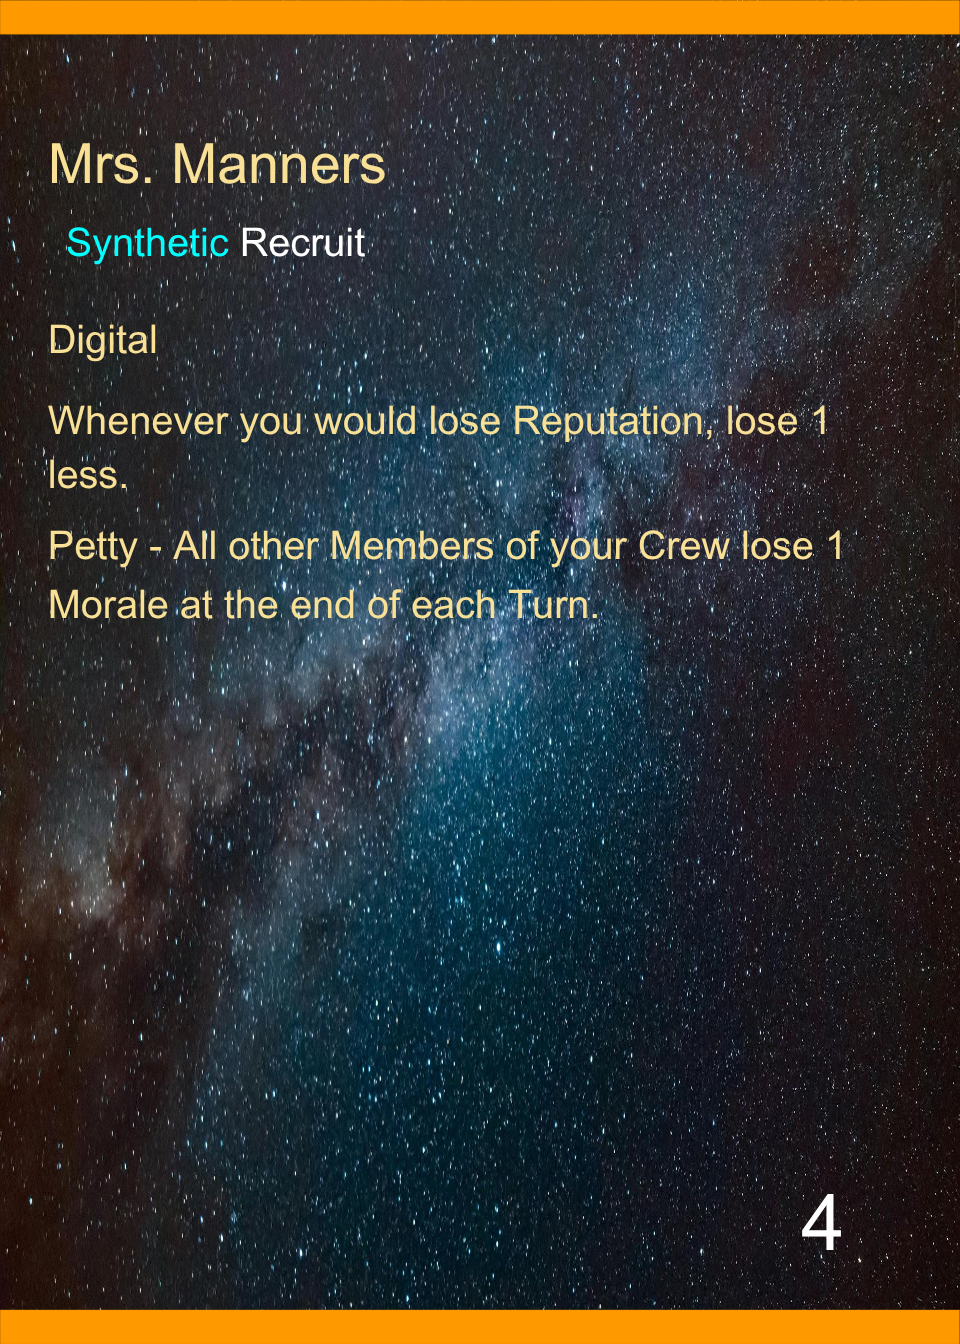 Mrs. Manners
Synthetic Recruit
Digital
Whenever you would lose Reputation, lose 1
less.
Petty - All other Members of your Crew lose 1
Morale at the end of each Turn.
4